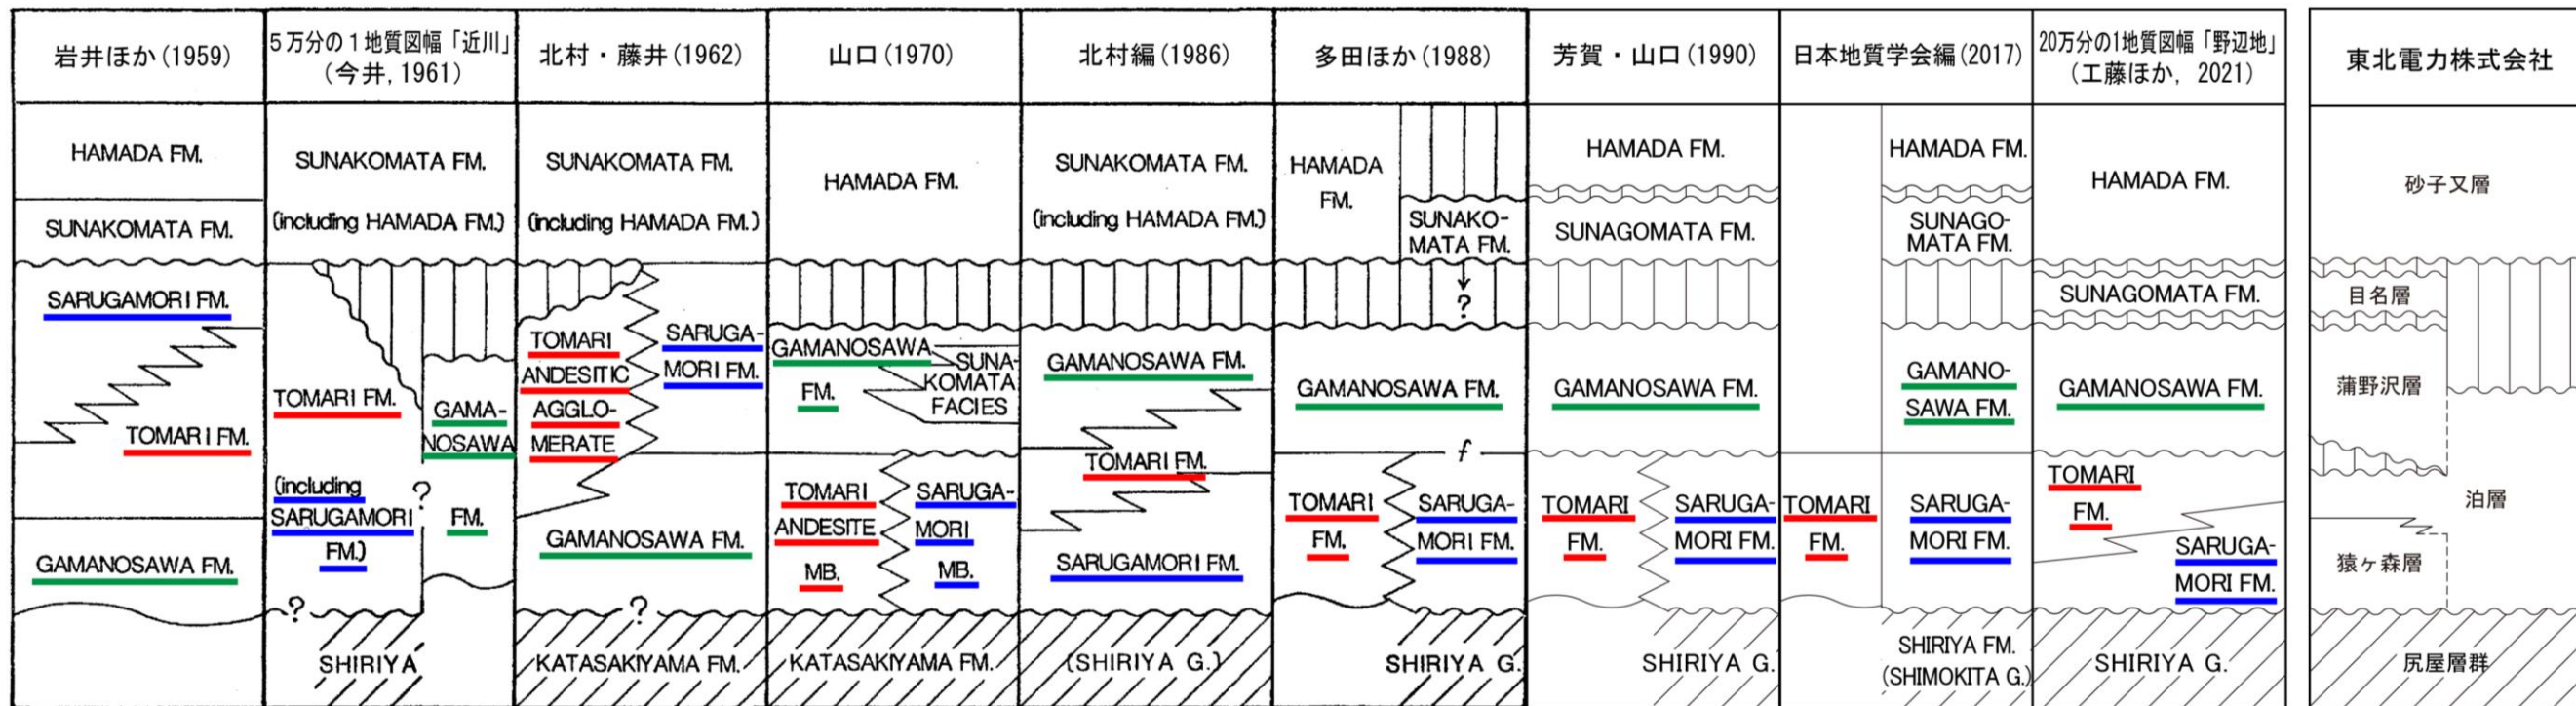 岩井ほか(1959)
HAMADA FM.
SUNAKOMATA FM.
SARUGAMORI FM.
TOMARI FM.
GAMANOSAWA FM.
5万分の1地質図幅「近川」
(今井,1961)
SUNAKOMATA FM.
(including HAMADA FM.)
TOMARI FM.
(including
SARUGAMORI
FM.)
GAMA-
NOSAWA
FM.
?
?
SHIRIYA
北村・藤井(1962)
SUNAKOMATA FM.
(including HAMADA FM.)
TOMARI
ANDESITIC
AGGLO-
MERATE
SARUGA-
MORI FM.
GAMANOSAWA FM.
?
KATASAKIYAMA FM.
山口(1970)
HAMADA FM.
GAMANOSAWA
FM.
SUNA-
KOMATA
FACIES
TOMARI
ANDESITE
MB.
SARUGA-
MORI
MB.
KATASAKIYAMA FM.
北村編(1986)
SUNAKOMATA FM.
(including HAMADA FM.)
GAMANOSAWA FM.
TOMARI FM.
SARUGAMORI FM.
(SHIRIYA G.)
多田ほか(1988)
HAMADA
FM.
SUNAKO-
MATA FM.
?
GAMANOSAWA FM.
f
TOMARI
FM.
SARUGA-
MORI FM.
SHIRIYA G.
芳賀・山口(1990)
HAMADA FM.
SUNAGOMATA FM.
GAMANOSAWA FM.
TOMARI
FM.
SARUGA-
MORI FM.
SHIRIYA G.
日本地質学会編(2017)
HAMADA FM.
SUNAGO-
MATA FM.
GAMANO-
SAWA FM.
TOMARI
FM.
SARUGA-
MORI FM.
SHIRIYA FM.
(SHIMOKITA G.)
20万分の1地質図幅「野辺地」
(工藤ほか, 2021)
HAMADA FM.
SUNAGOMATA FM.
GAMANOSAWA FM.
TOMARI
FM.
SARUGA-
MORI FM.
SHIRIYA G.
東北電力株式会社
砂子又層
目名層
蒲野沢層
泊層
猿ヶ森層
尻屋層群